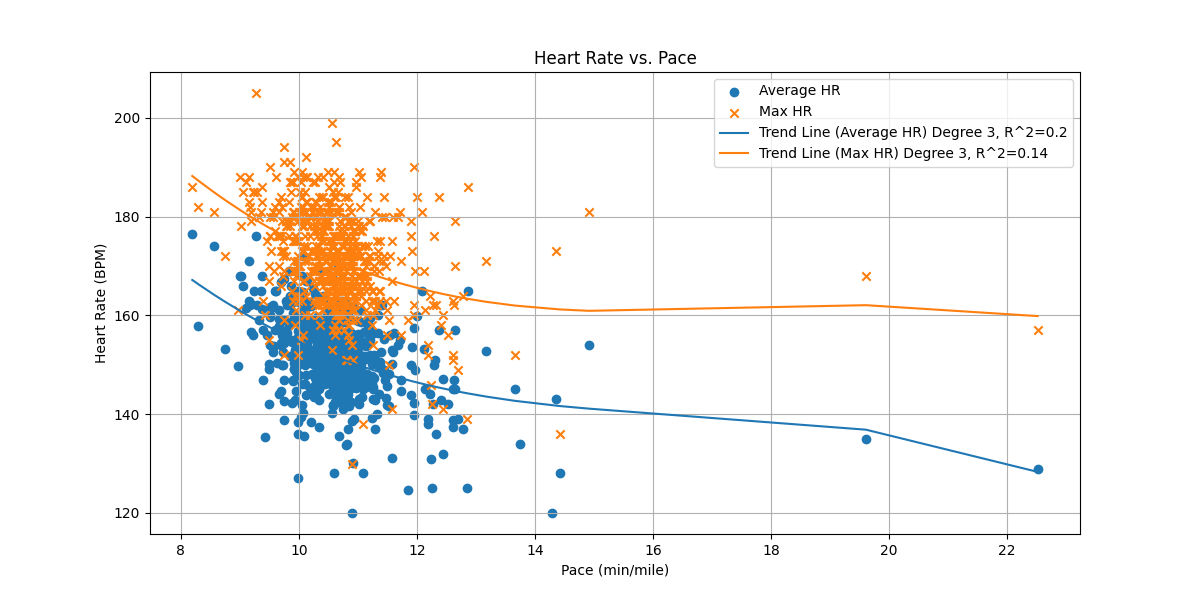 Heart Rate vs. Pace
Average HR
Max HR
Trend Line (Average HR) Degree 3, R^2=0.2
Trend Line (Max HR) Degree 3, R^2=0.14
Heart Rate (BPM)
200
180
160
140
120
8 10 12 14 16 18 20 22
Pace (min/mile)